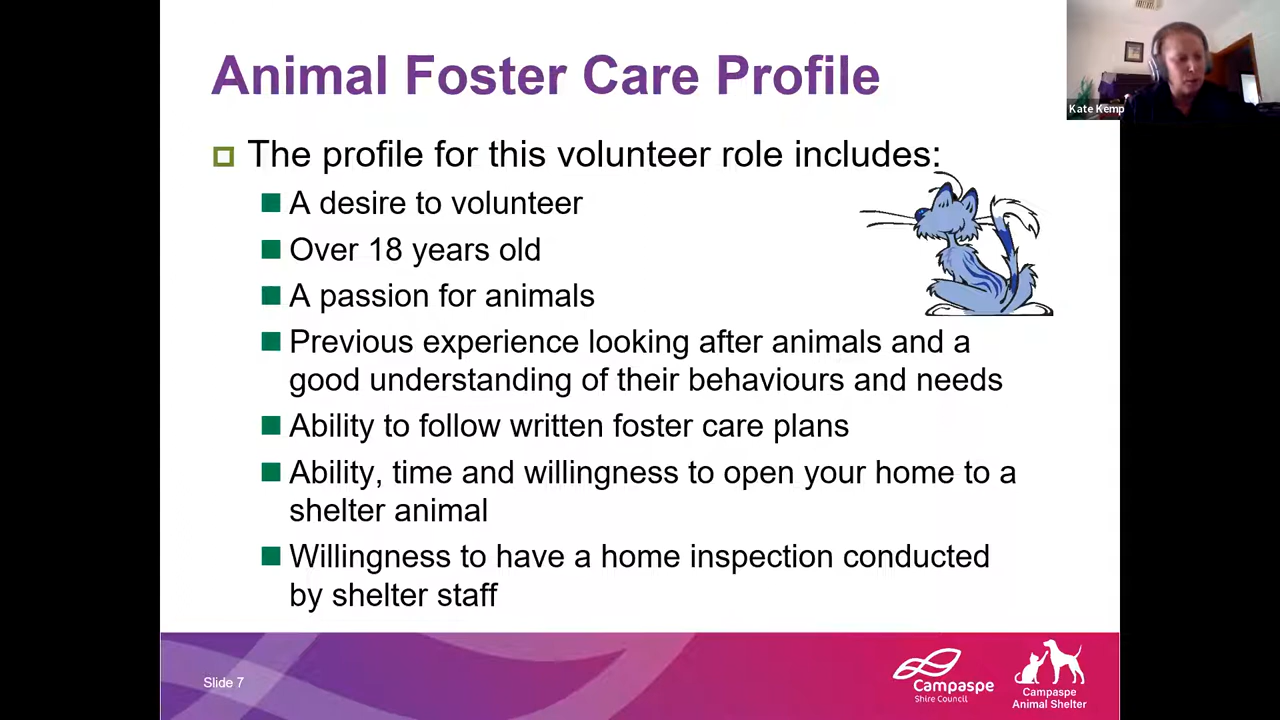 Animal Foster Care Profile
Kate Kemp
The profile for this volunteer role includes:
A desire to volunteer
Over 18 years old
A passion for animals
Previous experience looking after animals and a
good understanding of their behaviours and needs
Ability to follow written foster care plans
Ability, time and willingness to open your home to a
shelter animal
Willingness to have a home inspection conducted
by shelter staff
Slide 7
Campaspe
Shire Council
Campaspe
Animal Shelter